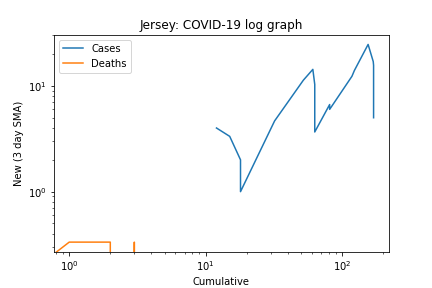 Jersey: COVID-19 log graph
Cases
Deaths
New (3 day SMA)
10¹
10⁰
10⁰
10¹
10²
Cumulative